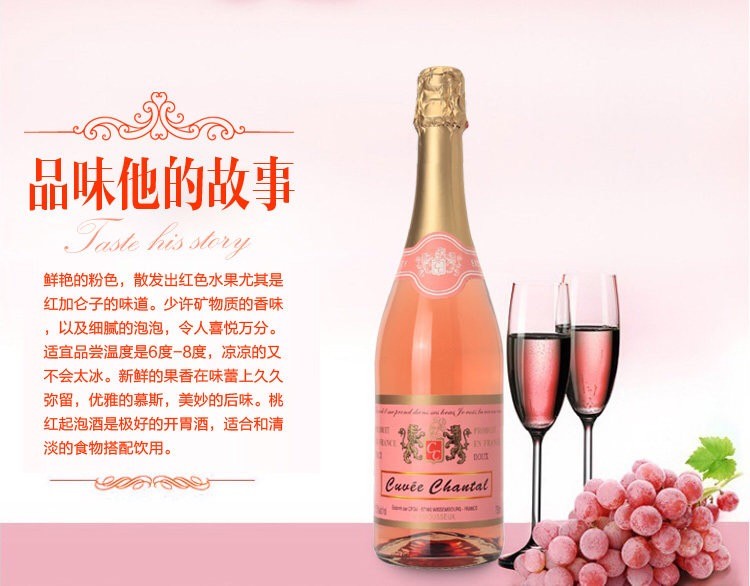 品味他的故事
Taste his story
鲜艳的粉色，散发出红色水果尤其是
红加仑子的味道。少许矿物质的香味
，以及细腻的泡泡，令人喜悦万分。
适宜品尝温度是6度-8度，凉凉的又
不会太冰。新鲜的果香在味蕾上久久
弥留，优雅的慕斯，美妙的后味。桃
红起泡酒是极好的开胃酒，适合和清
淡的食物搭配饮用。
DOUX
Cuvée Chantal